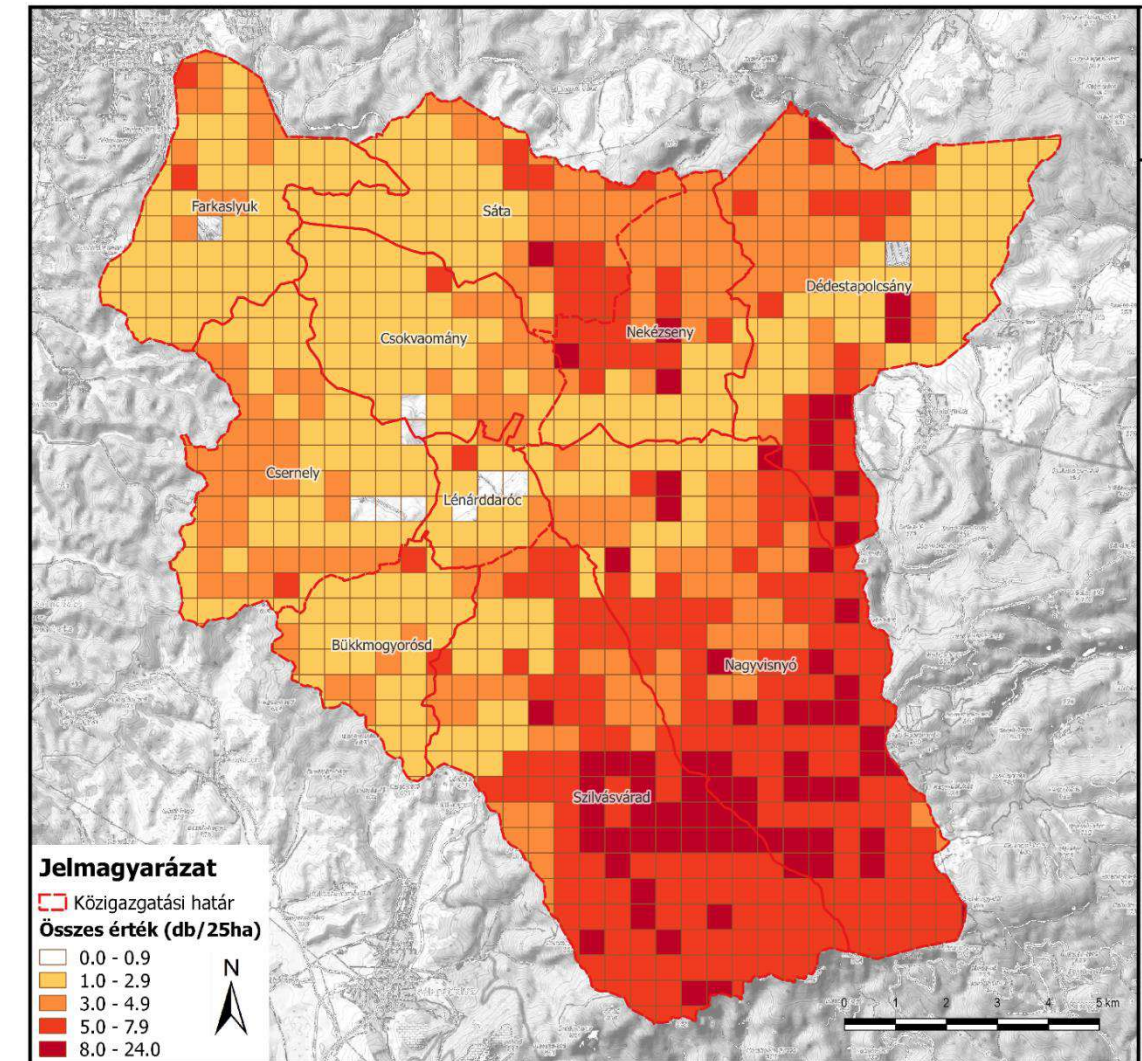 Farkaslyuk
Sáta
Dédestapolcsány
Csokvaomány
Nekézseny
Csernely
Lénárddaróc
Bükkmogyorósd
Nagyvisnyó
Szilvásvárad
Jelmagyarázat
Közigazgatási határ
Összes érték (db/25ha)
0.0 - 0.9
1.0 - 2.9
3.0 - 4.9
5.0 - 7.9
8.0 - 24.0
N
0 1 2 3 4 5 km